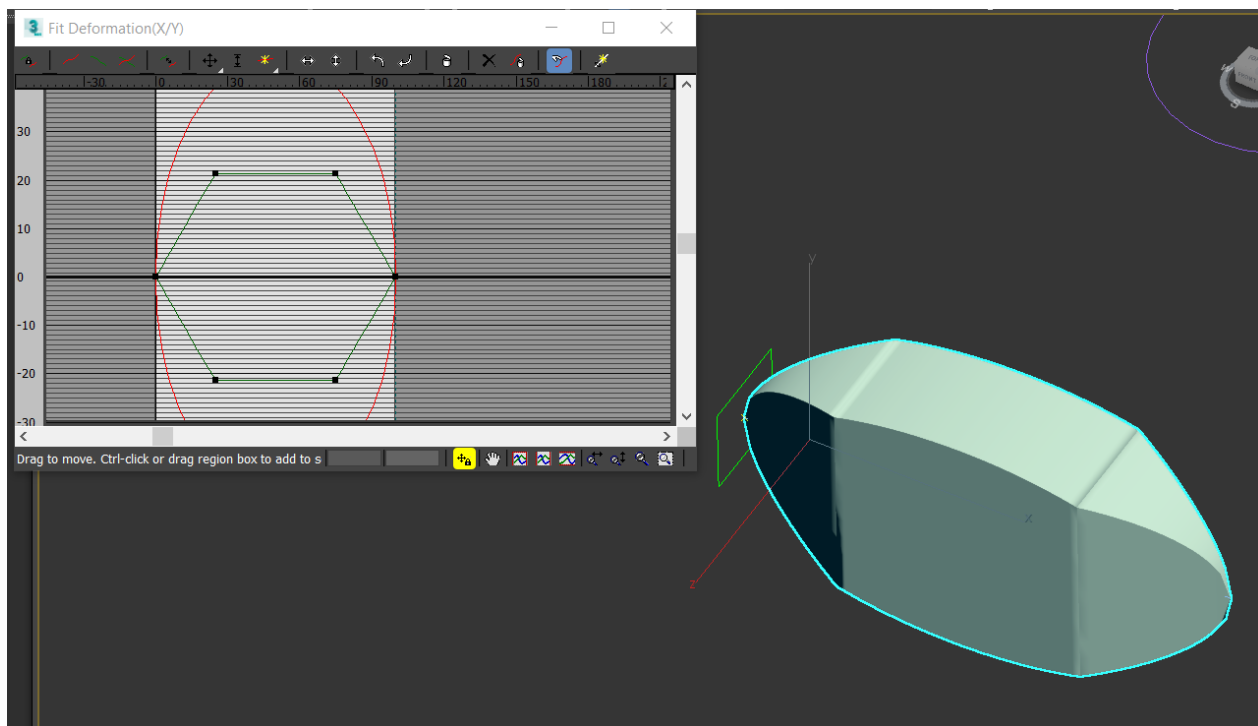 3 Fit Deformation(X/Y)
-30 0 30 60 90 120 150 180
30
20
10
0
-10
-20
-30
Drag to move. Ctrl-click or drag region box to add to s
y
x
z
W
S